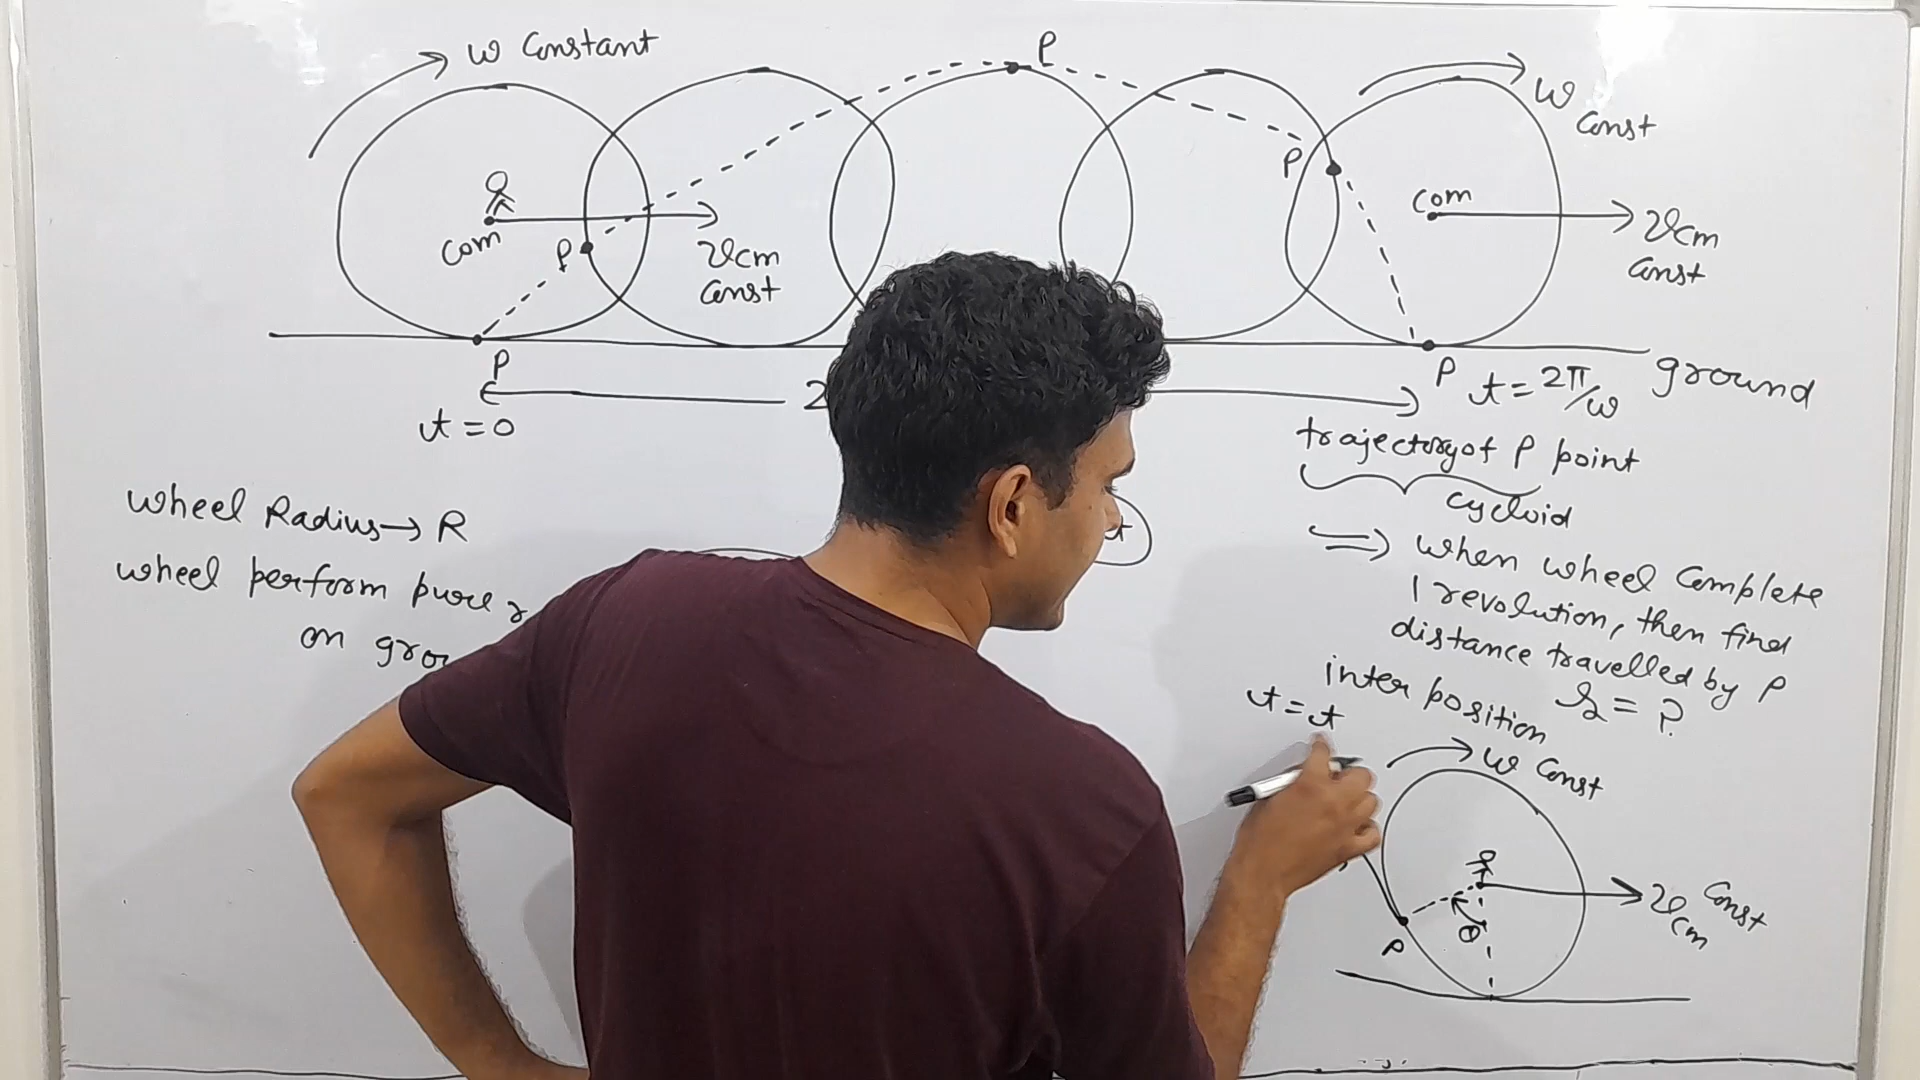 ω Constant
P
ω
Const
P
com
com
P
vcm
Const
vcm
Const
P
P
t = 2π/ω
ground
2
t = 0
trajectory of P point
cycloid
Wheel Radius → R
⇒ When wheel Complete
1 revolution, then find
distance travelled by P
S = ?
wheel perform pure r
on gro
t
inter position
t = t
ω Const
vcm Const
θ
P